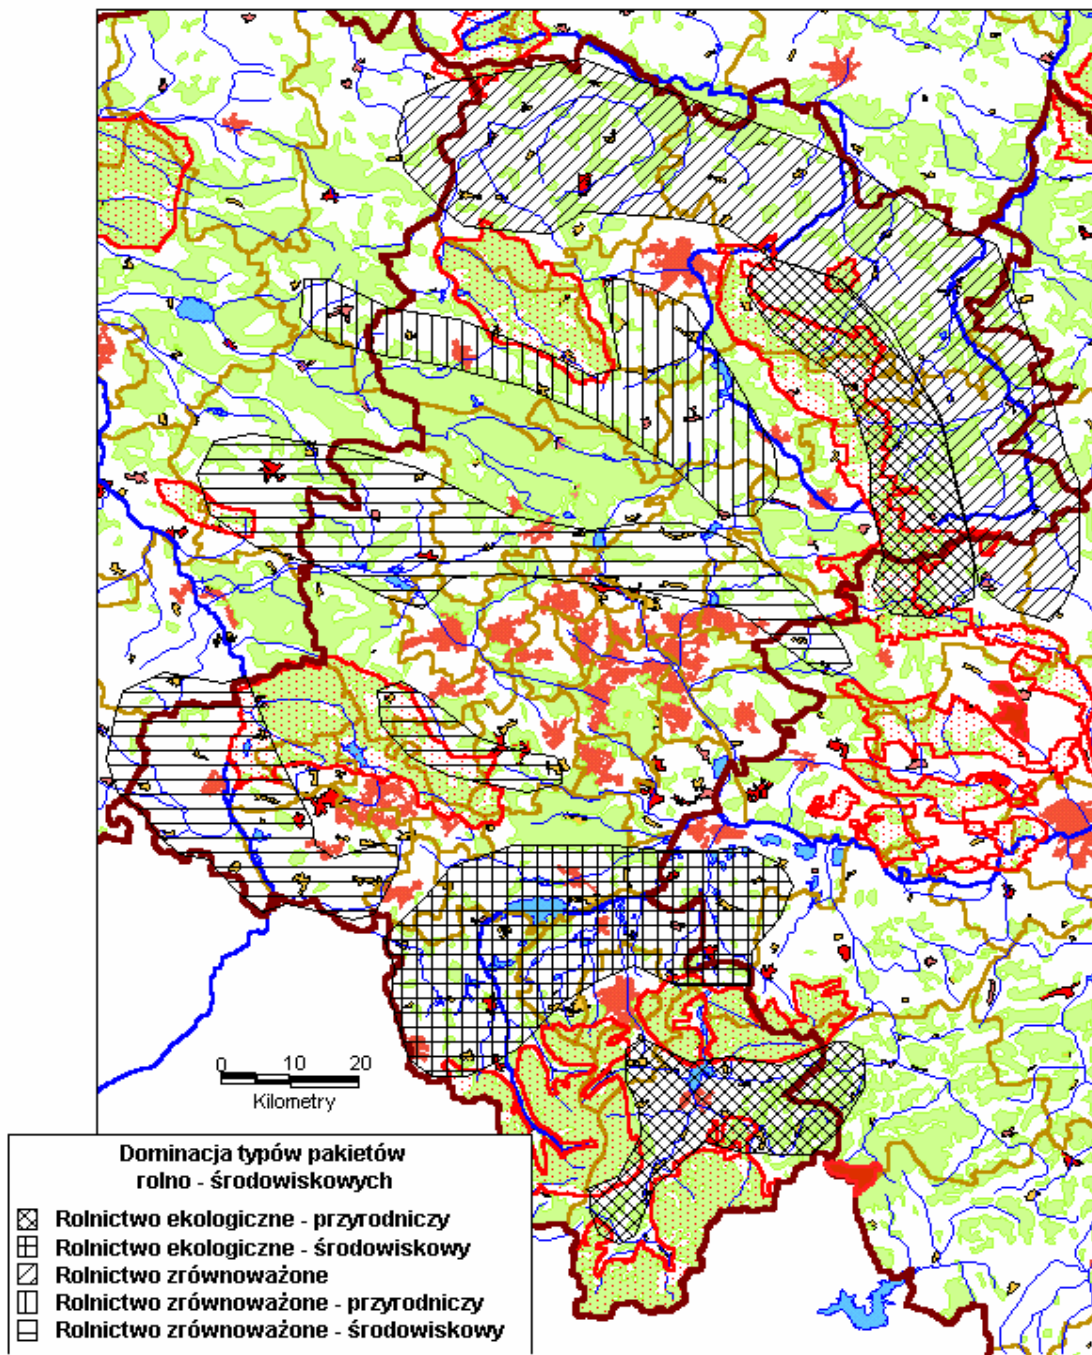 0 10 20
Kilometry
Dominacja typów pakietów
rolno - środowiskowych
Rolnictwo ekologiczne - przyrodniczy
Rolnictwo ekologiczne - środowiskowy
Rolnictwo zrównoważone
Rolnictwo zrównoważone - przyrodniczy
Rolnictwo zrównoważone - środowiskowy